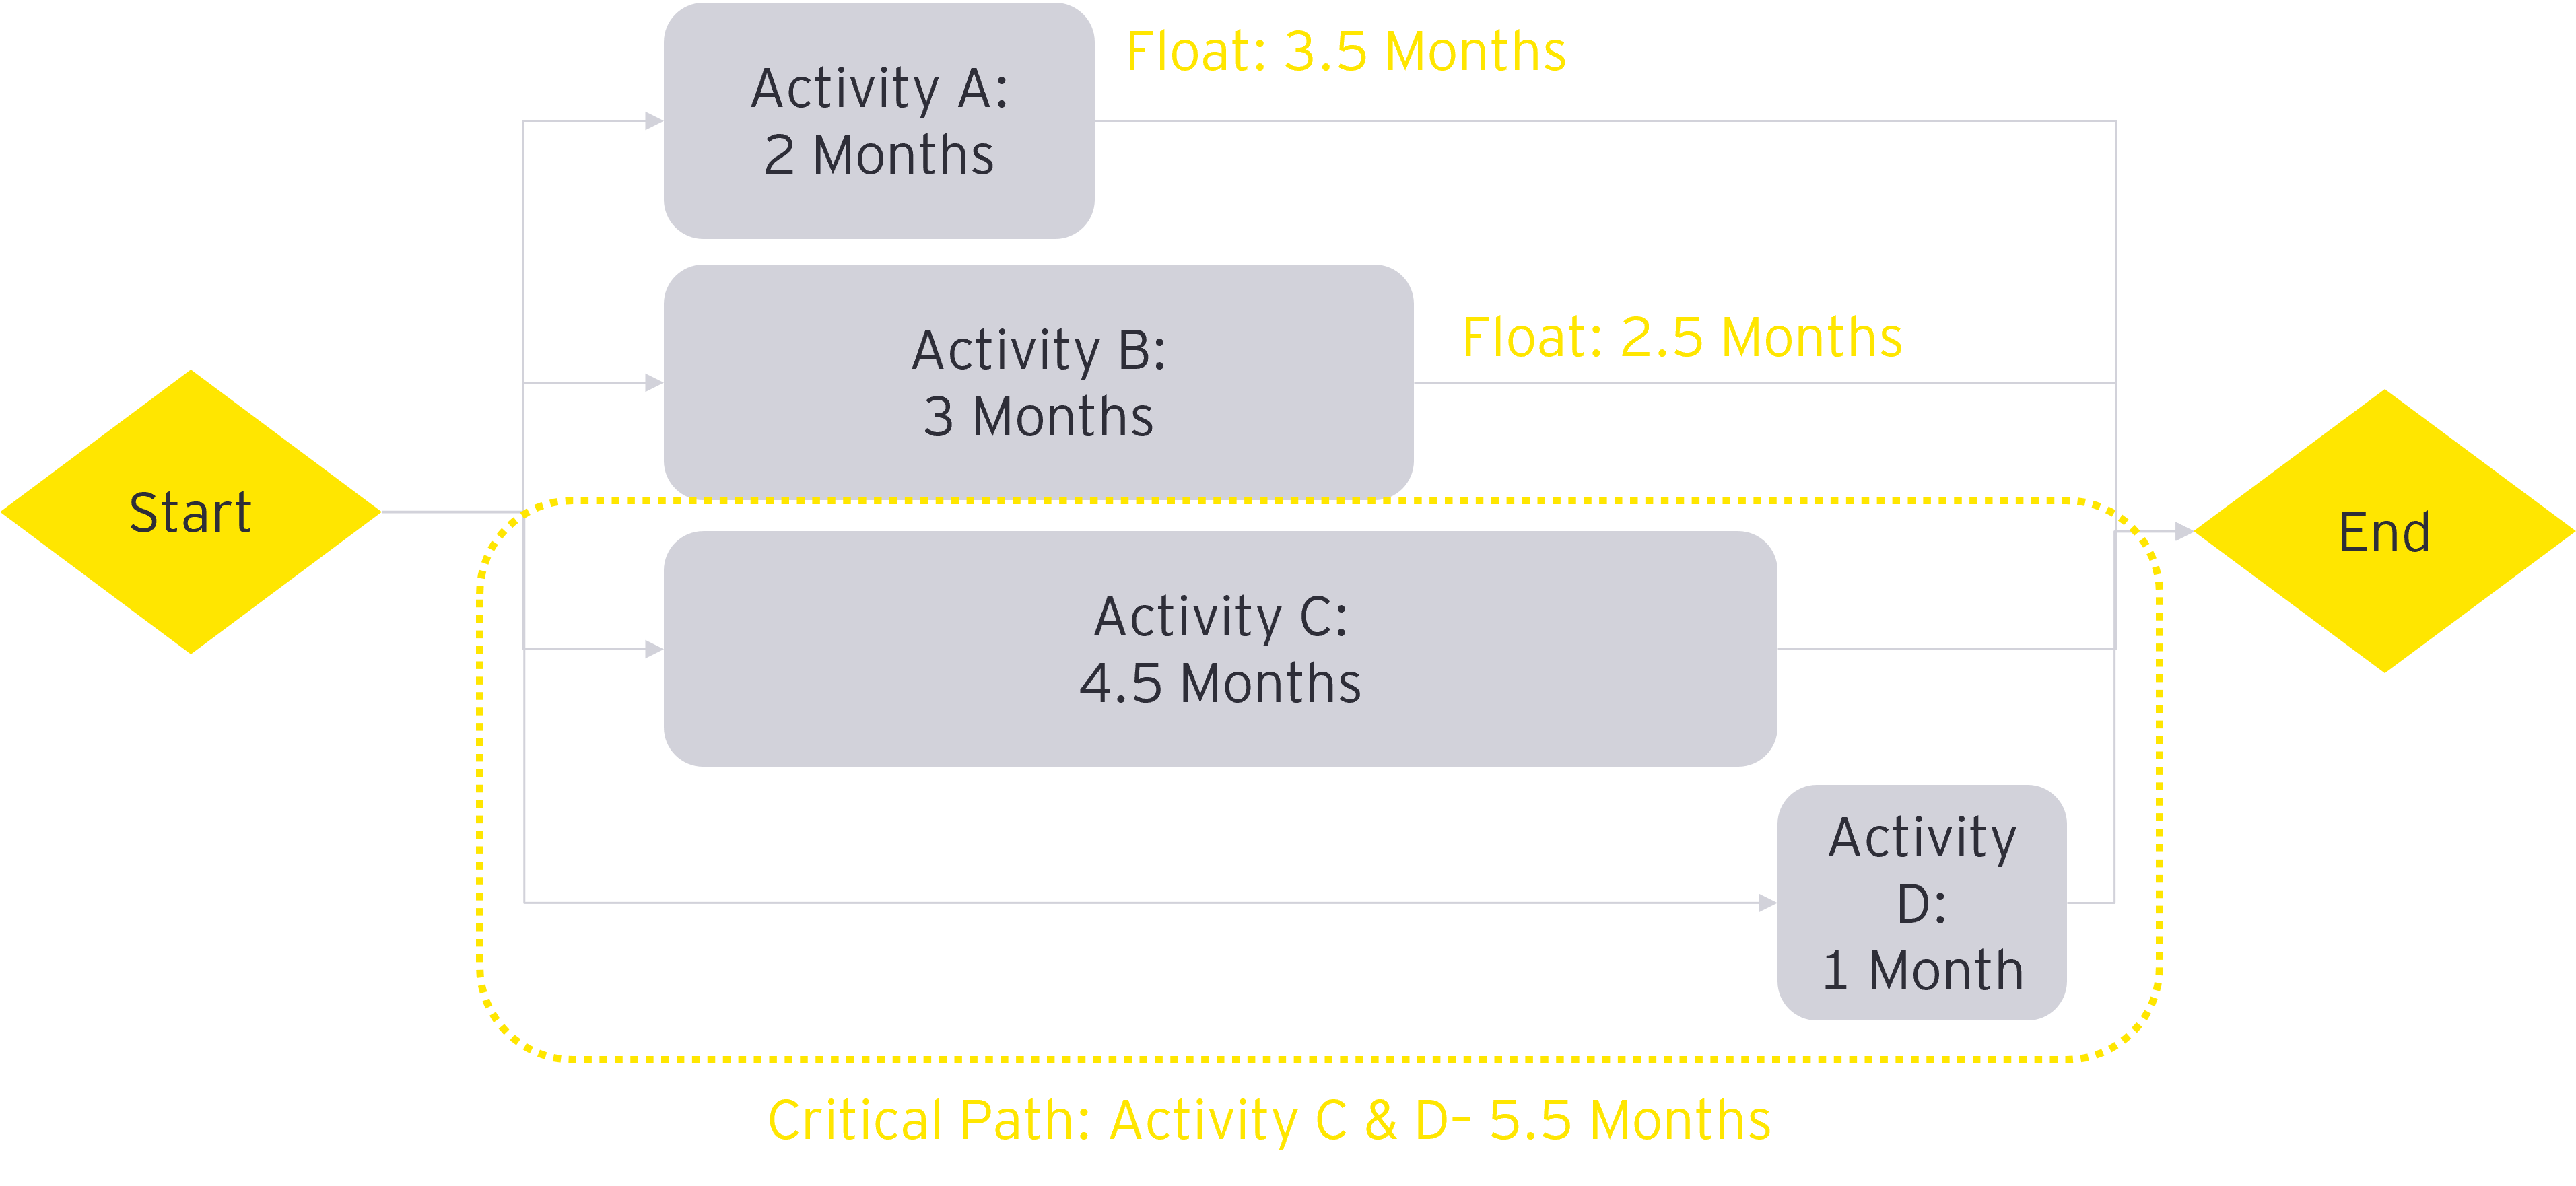 Activity A:
2 Months
Float: 3.5 Months
Activity B:
3 Months
Float: 2.5 Months
Start
Activity C:
4.5 Months
End
Activity
D:
1 Month
Critical Path: Activity C & D- 5.5 Months